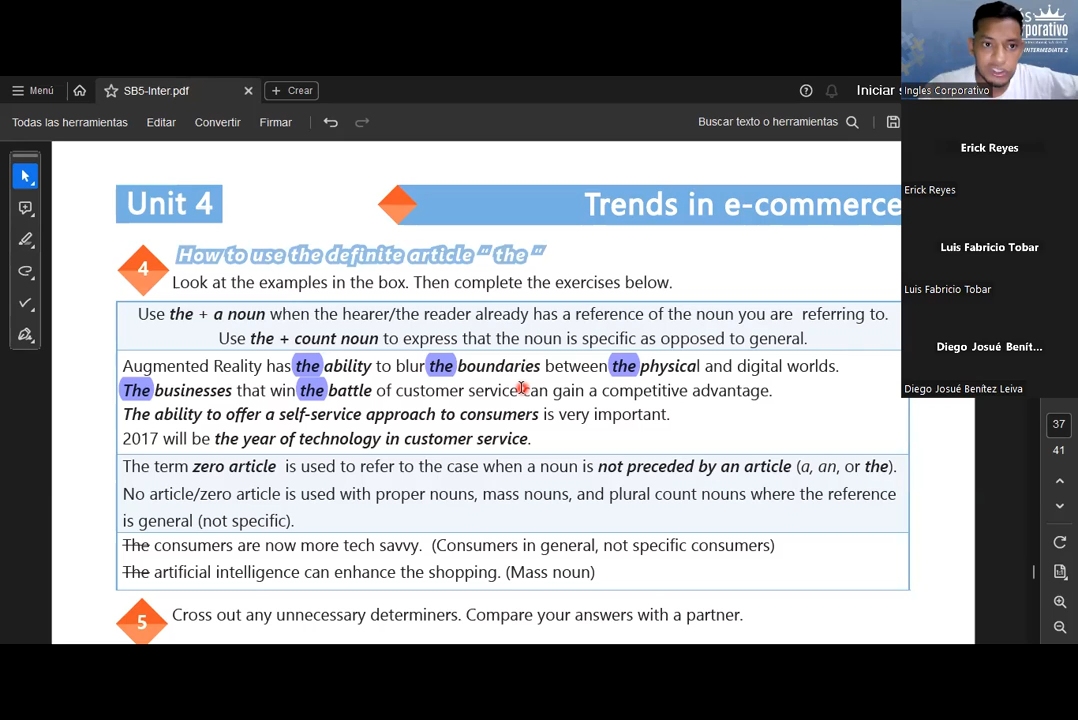 és
rporativo
INTERMEDIATE 2
Ingles Corporativo
Menú
SB5-Inter.pdf
Crear
Iniciar s
Todas las herramientas
Editar
Convertir
Firmar
Buscar texto o herramientas
Erick Reyes
Erick Reyes
Luis Fabricio Tobar
Luis Fabricio Tobar
Diego Josué Benít...
Diego Josué Benítez Leiva
37
41
Unit 4
Trends in e-commerce
4
How to use the definite article " the "
Look at the examples in the box. Then complete the exercises below.
Use the + a noun when the hearer/the reader already has a reference of the noun you are referring to.
Use the + count noun to express that the noun is specific as opposed to general.
Augmented Reality has the ability to blur the boundaries between the physical and digital worlds.
The businesses that win the battle of customer service can gain a competitive advantage.
The ability to offer a self-service approach to consumers is very important.
2017 will be the year of technology in customer service.
The term zero article is used to refer to the case when a noun is not preceded by an article (a, an, or the).
No article/zero article is used with proper nouns, mass nouns, and plural count nouns where the reference
is general (not specific).
The consumers are now more tech savvy. (Consumers in general, not specific consumers)
The artificial intelligence can enhance the shopping. (Mass noun)
5
Cross out any unnecessary determiners. Compare your answers with a partner.